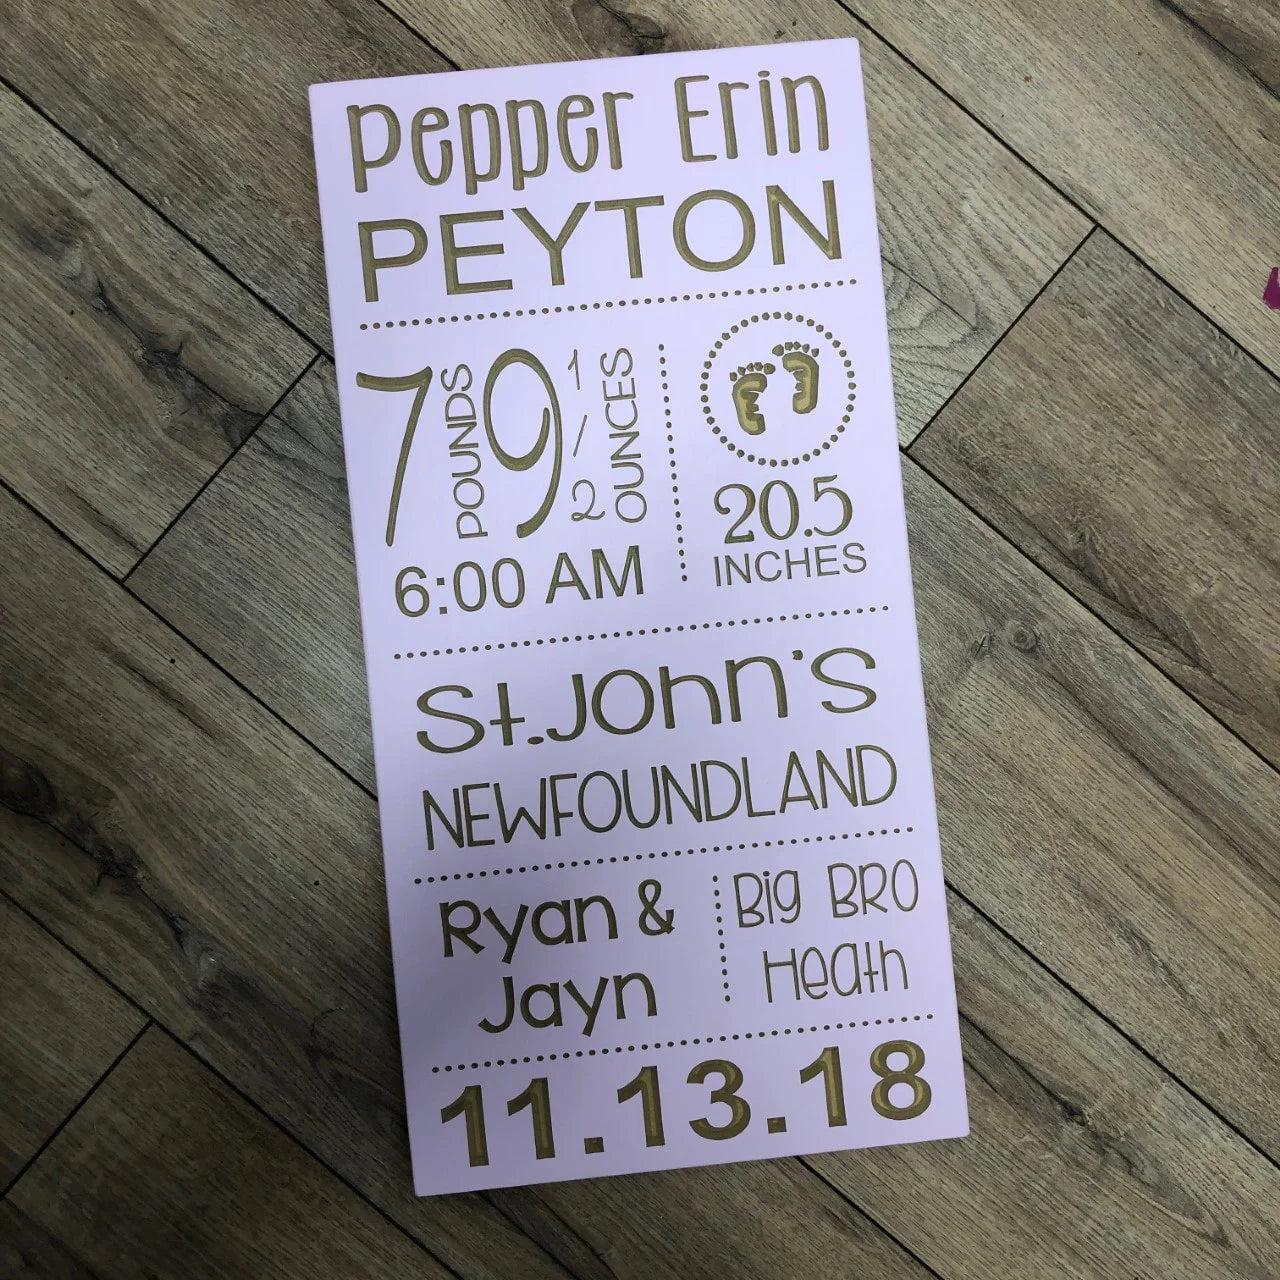 Pepper Erin
PEYTON
7 POUNDS 9 1/2 OUNCES
6:00 AM
20.5
INCHES
St.John's
NEWFOUNDLAND
Ryan &
Jayn
Big BRO
Heath
11.13.18